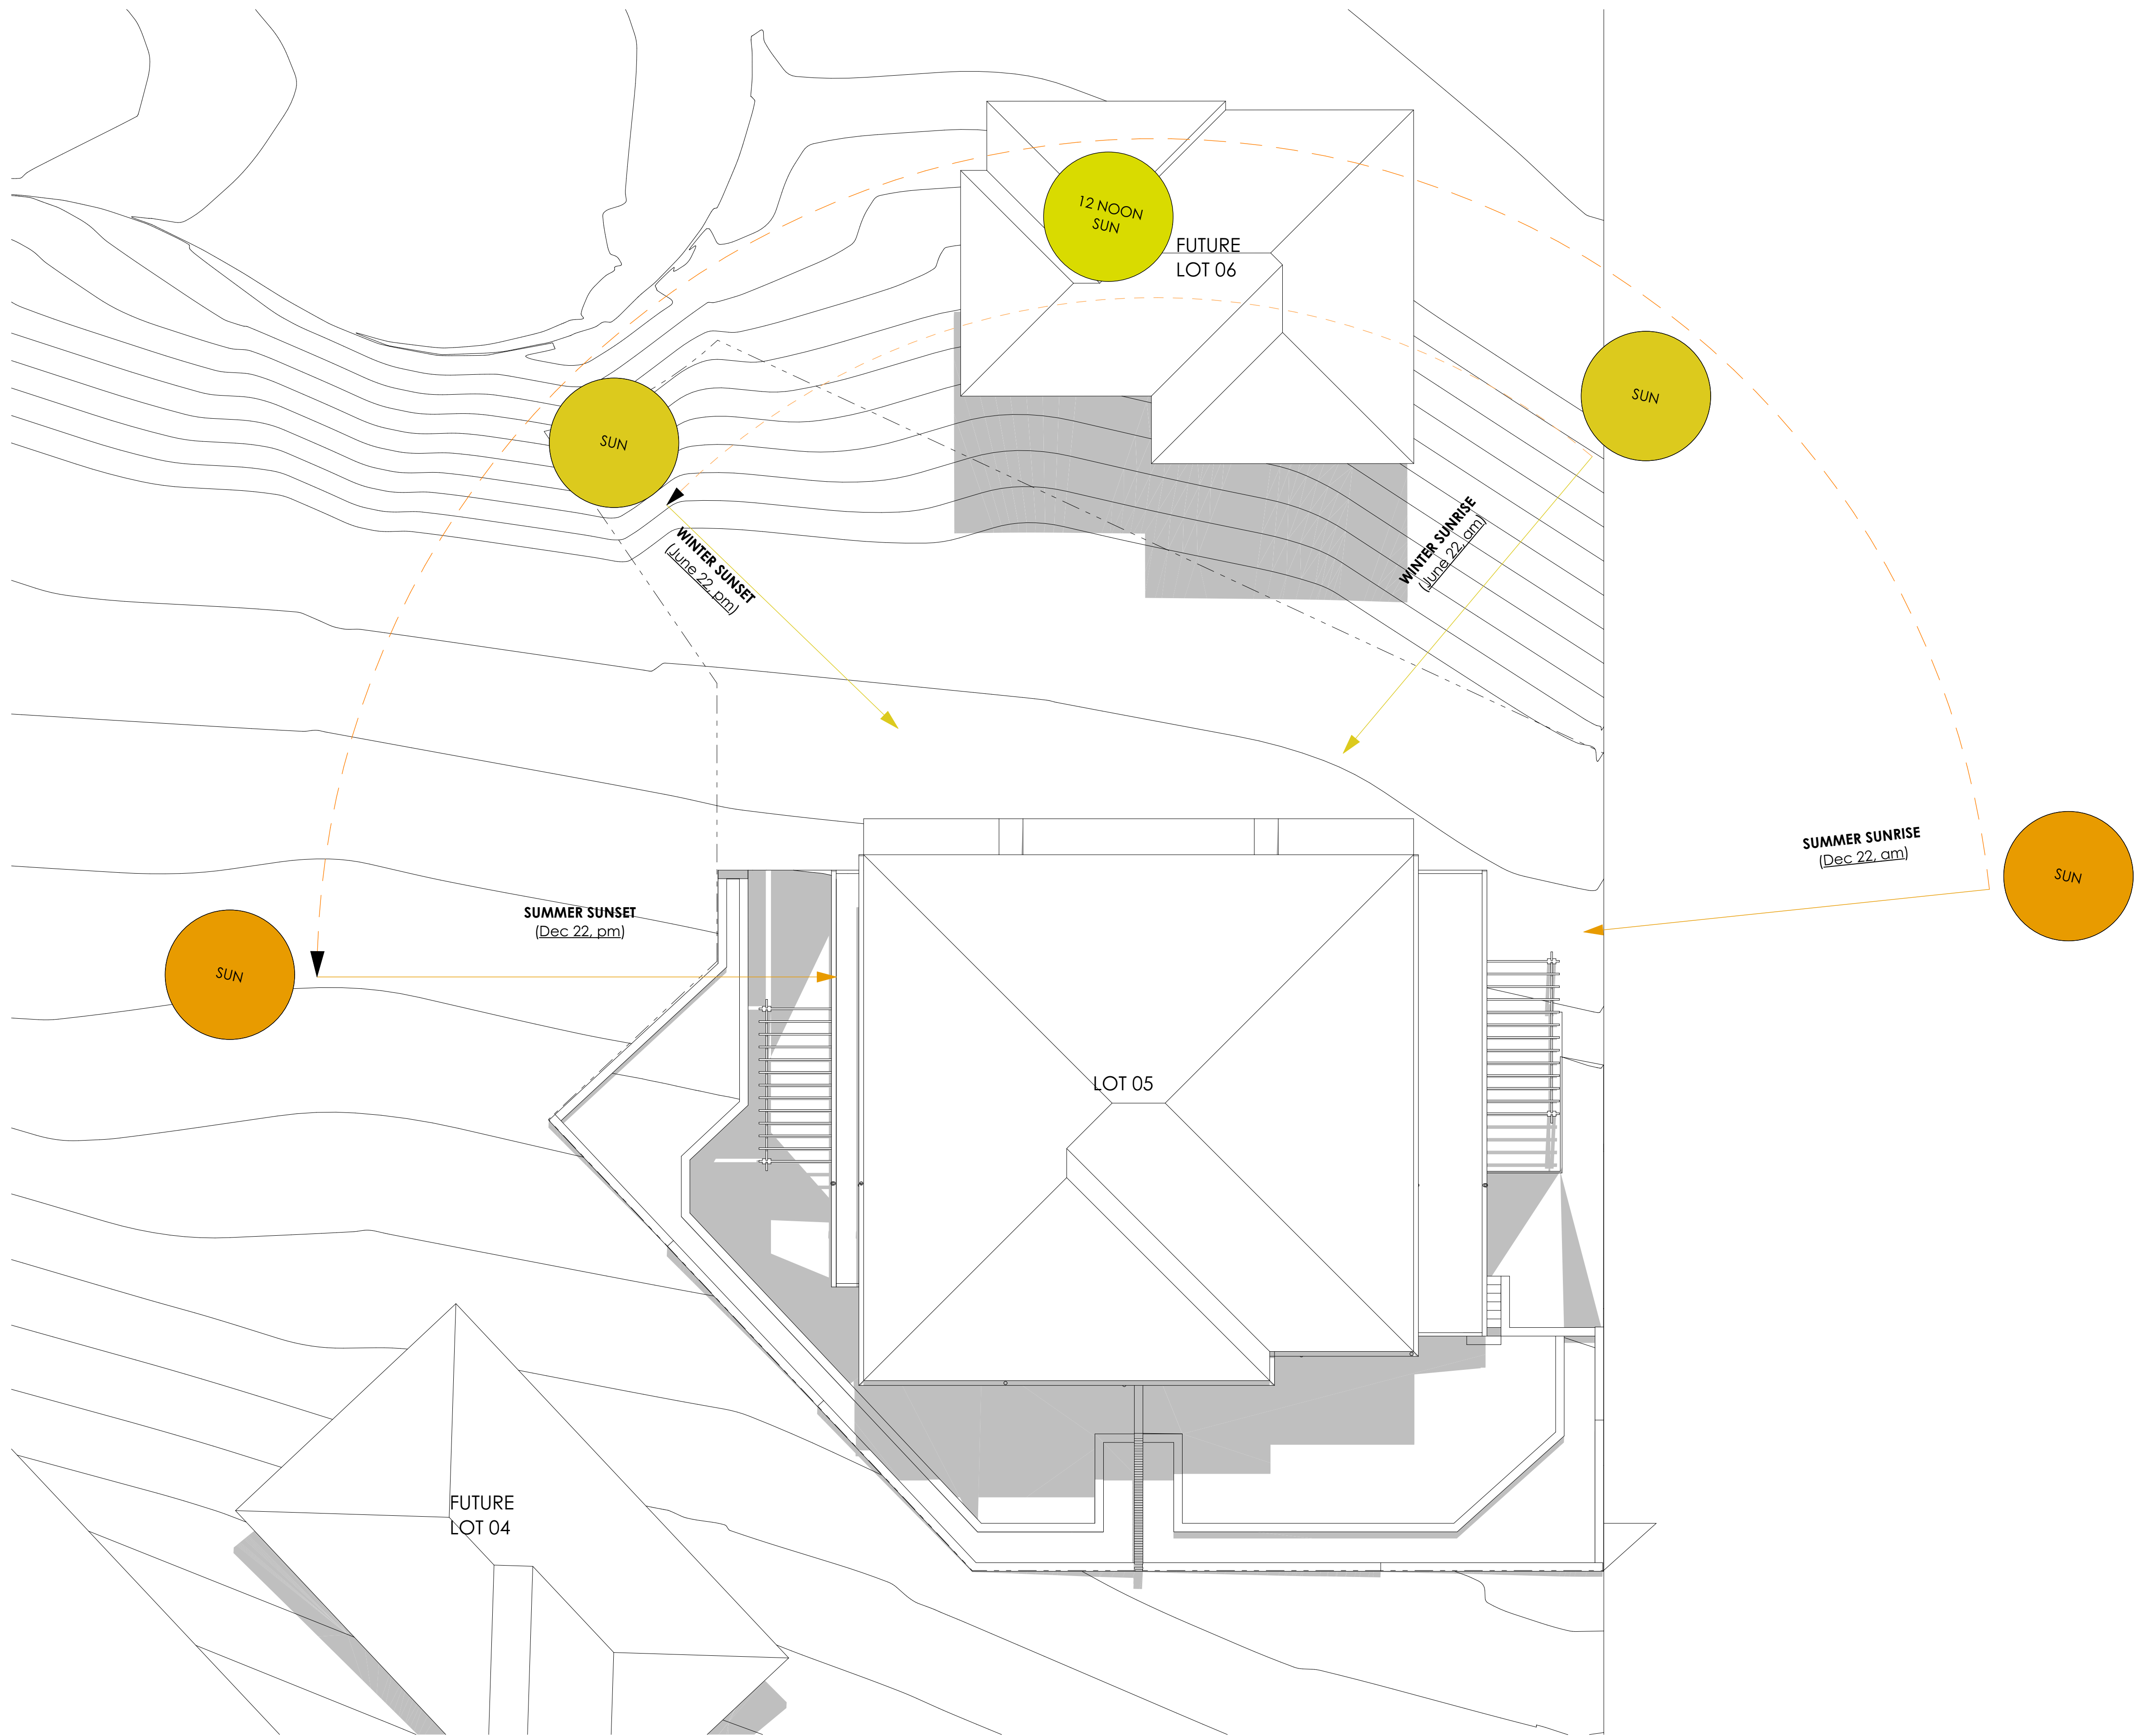 12 NOON
SUN
FUTURE
LOT 06
SUN
SUN
WINTER SUNSET
(June 22, pm)
WINTER SUNRISE
(June 22, am)
SUMMER SUNRISE
(Dec 22, am)
SUN
SUMMER SUNSET
(Dec 22, pm)
SUN
LOT 05
FUTURE
LOT 04